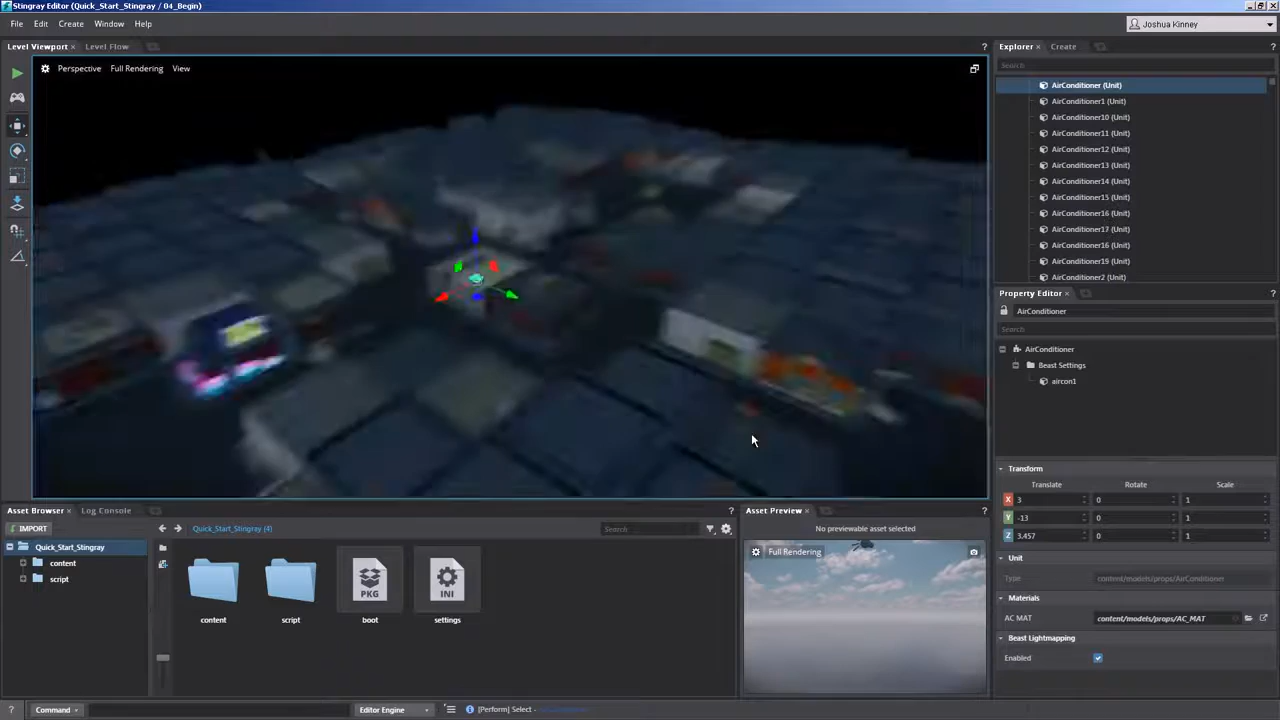 Stingray Editor (Quick_Start_Stingray / 04_Begin)
File Edit Create Window Help
Joshua Kinney
Level Viewport Level Flow
?
Perspective Full Rendering View
Explorer Create
?
Search
AirConditioner (Unit)
AirConditioner1 (Unit)
AirConditioner10 (Unit)
AirConditioner11 (Unit)
AirConditioner12 (Unit)
AirConditioner13 (Unit)
AirConditioner14 (Unit)
AirConditioner15 (Unit)
AirConditioner16 (Unit)
AirConditioner17 (Unit)
AirConditioner18 (Unit)
AirConditioner19 (Unit)
AirConditioner2 (Unit)
Property Editor
?
AirConditioner
Search
AirConditioner
Beast Settings
aircon1
Transform
Translate Rotate Scale
X 3 0 1
Y -13 0 1
Z 3.457 0 1
Unit
Type content/models/props/AirConditioner
Materials
AC MAT content/models/props/AC_MAT
Beast Lightmapping
Enabled
Asset Browser Log Console
?
IMPORT
Quick_Start_Stingray (4)
Search
Quick_Start_Stingray
content
script
PKG
INI
content script boot settings
Asset Preview
?
No previewable asset selected
Full Rendering
? Command Editor Engine [Perform] Select -